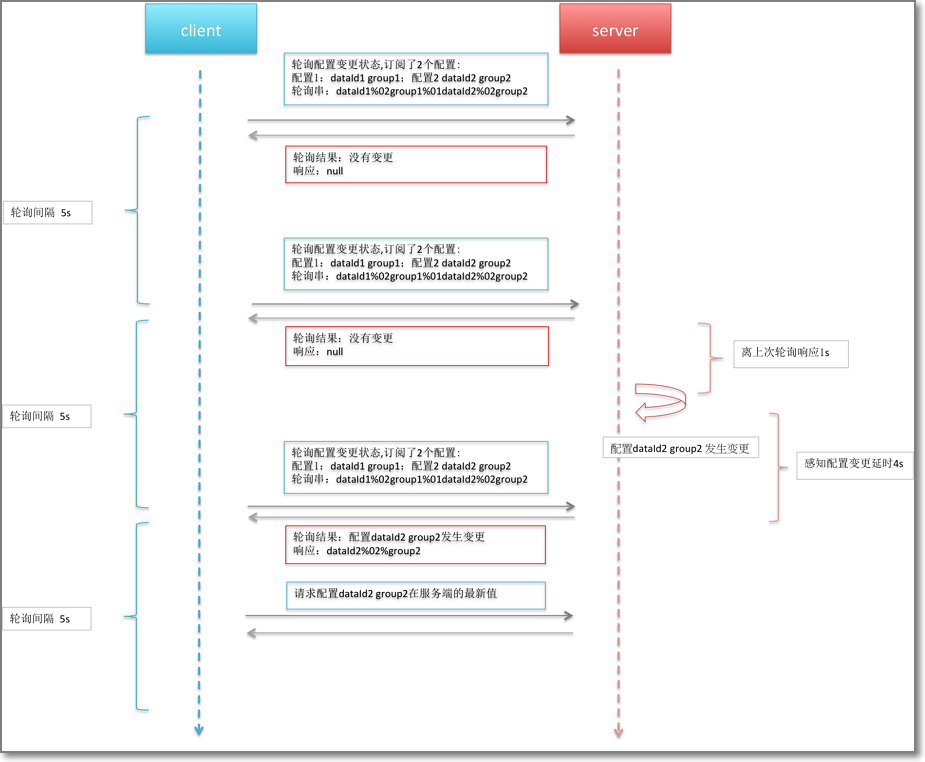 client
server
轮询配置变更状态,订阅了2个配置:
配置1：dataId1 group1；配置2 dataId2 group2
轮询串：dataId1%02group1%01dataId2%02group2
轮询结果：没有变更
响应：null
轮询间隔 5s
轮询配置变更状态,订阅了2个配置:
配置1：dataId1 group1；配置2 dataId2 group2
轮询串：dataId1%02group1%01dataId2%02group2
轮询结果：没有变更
响应：null
离上次轮询响应1s
轮询间隔 5s
配置dataId2 group2 发生变更
感知配置变更延时4s
轮询配置变更状态,订阅了2个配置:
配置1：dataId1 group1；配置2 dataId2 group2
轮询串：dataId1%02group1%01dataId2%02group2
轮询结果：配置dataId2 group2发生变更
响应：dataId2%02%group2
请求配置dataId2 group2在服务端的最新值
轮询间隔 5s